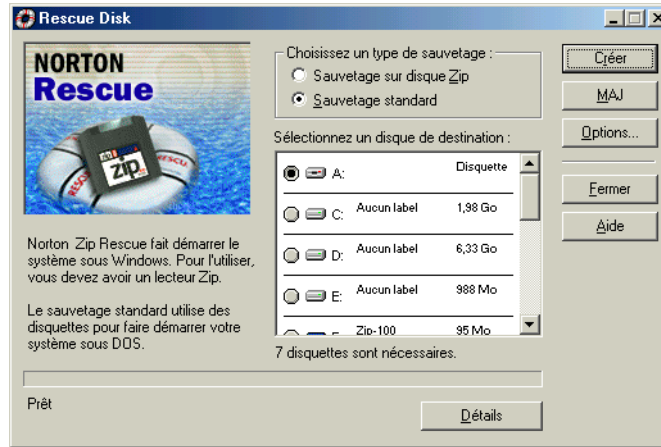 Rescue Disk
NORTON
Rescue
zip
RESCUE
Norton Zip Rescue fait démarrer le
système sous Windows. Pour l'utiliser,
vous devez avoir un lecteur Zip.
Le sauvetage standard utilise des
disquettes pour faire démarrer votre
système sous DOS.
Choisissez un type de sauvetage :
Sauvetage sur disque Zip
Sauvetage standard
Sélectionnez un disque de destination :
A: Disquette
C: Aucun label 1,98 Go
D: Aucun label 6,33 Go
E: Aucun label 988 Mo
Zip-100 95 Mo
7 disquettes sont nécessaires.
Créer
MAJ
Options...
Fermer
Aide
Prêt
Détails